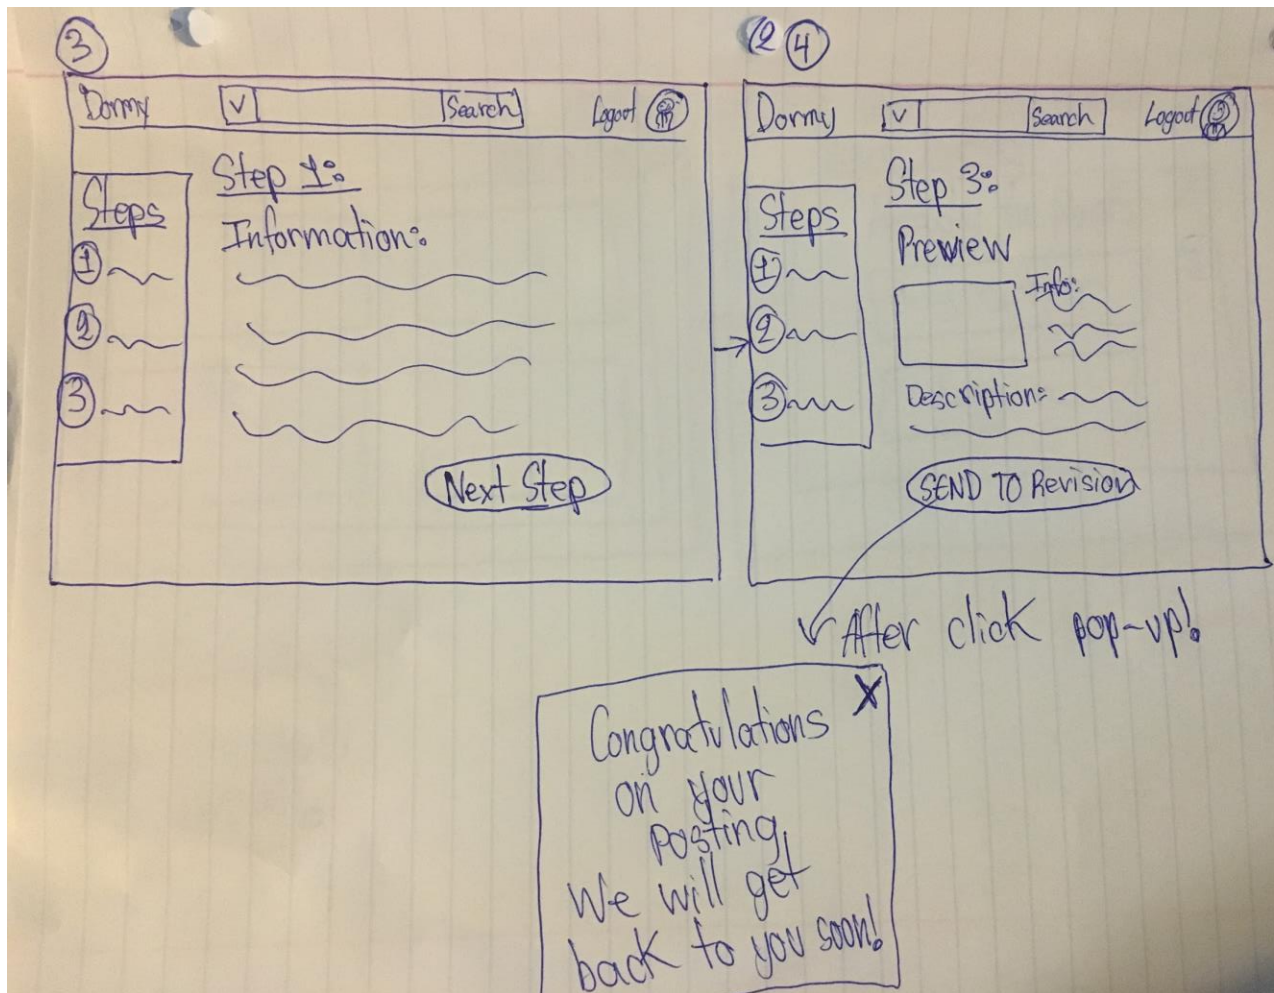 3
Dormy V Search Logout
Steps
1
2
3
Step 1:
Information:
Next Step
4
Dormy V Search Logout
Steps
1
2
3
Step 3:
Preview
Info:
Description:
SEND TO Revision
After click pop-up!
X
Congratulations
on your
posting,
We will get
back to you soon!